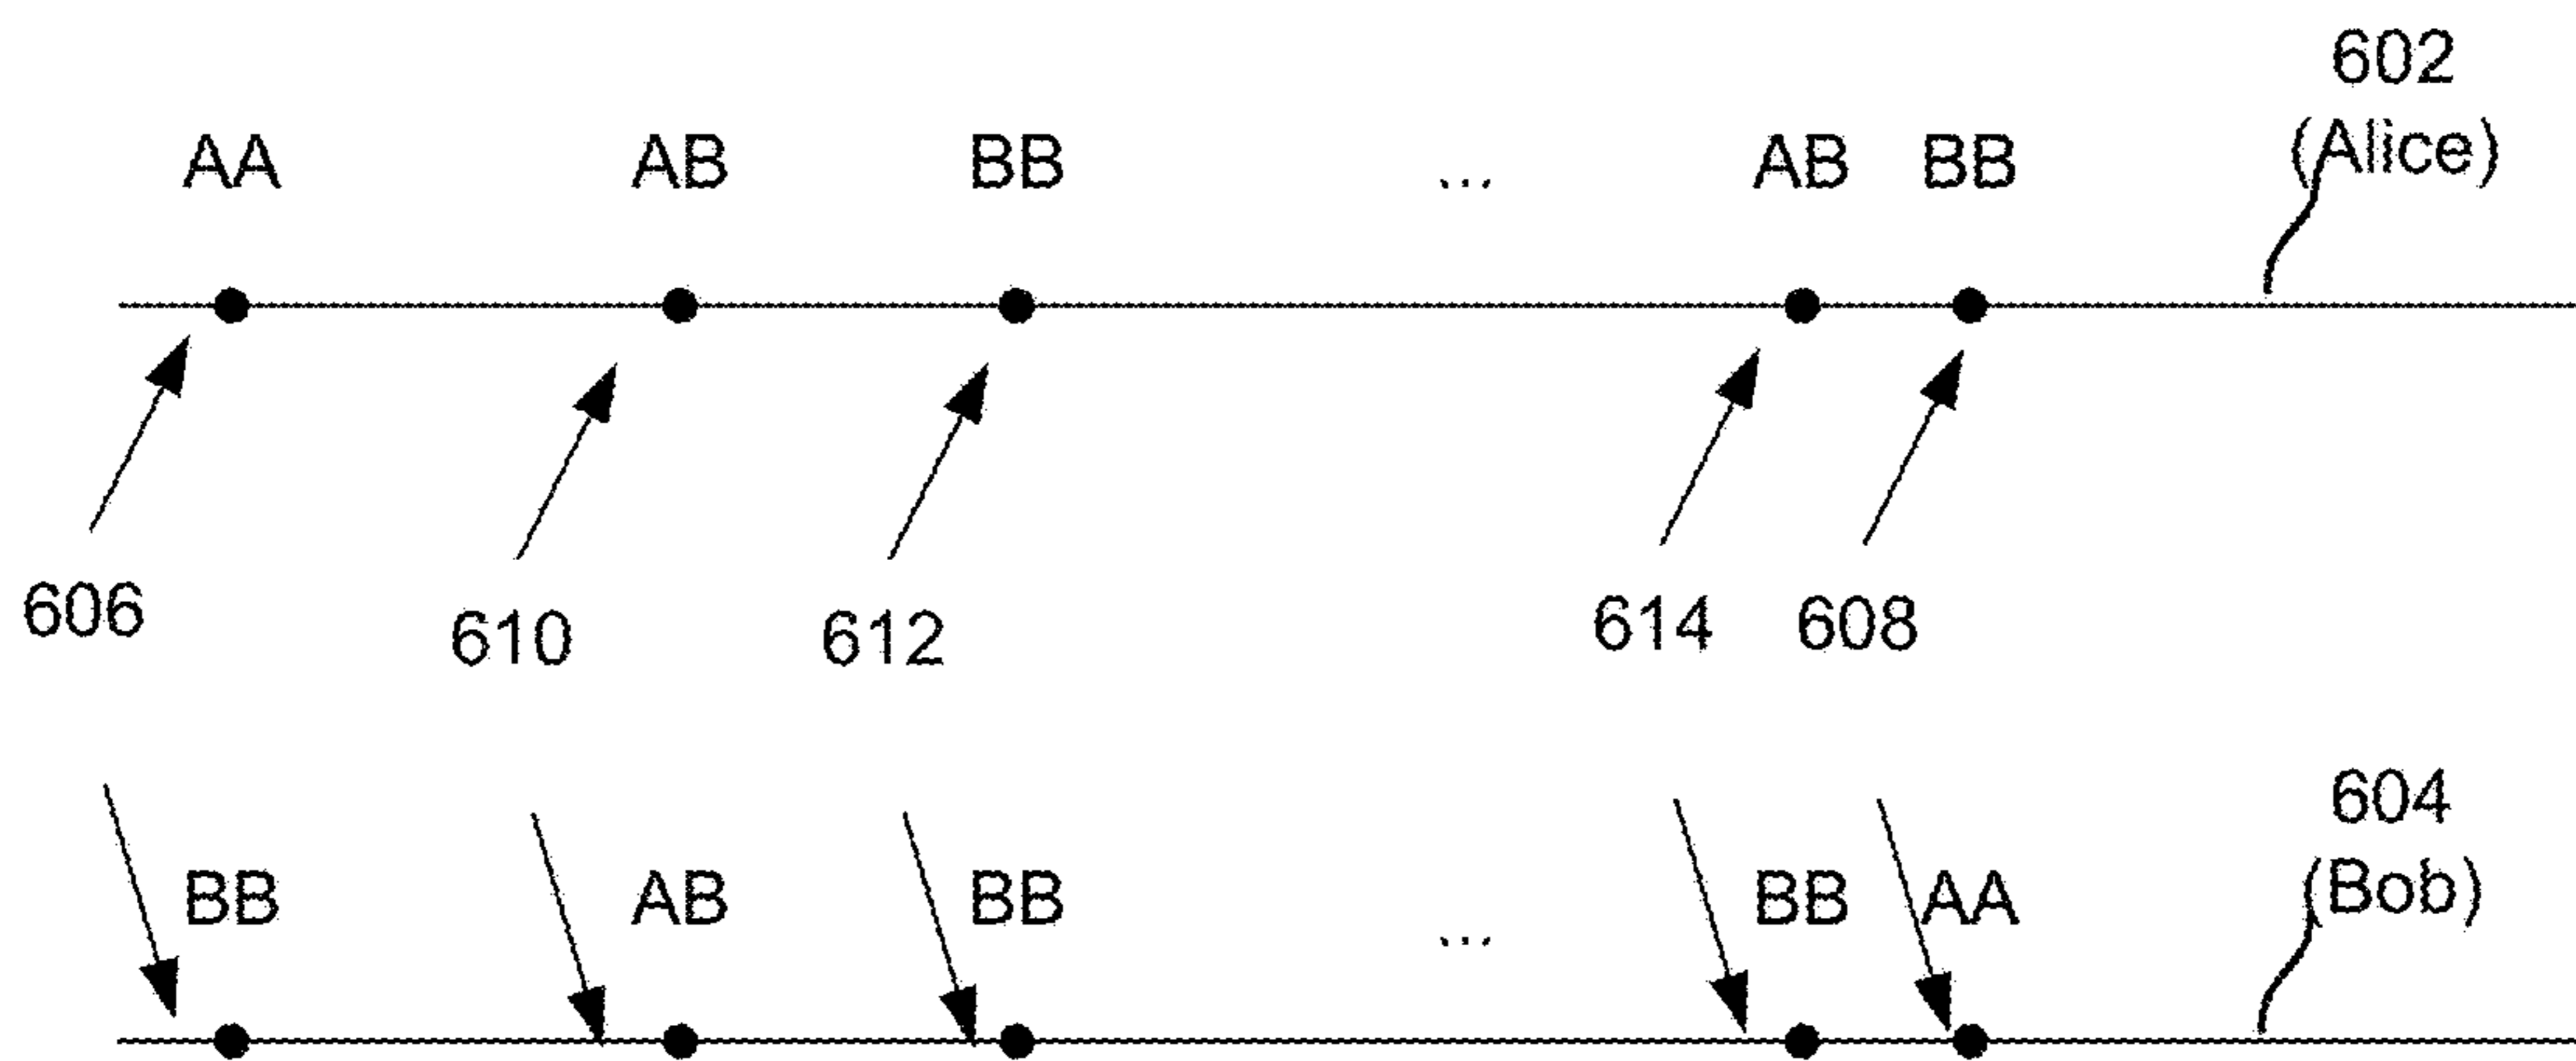 602
(Alice)
AA AB BB ... AB BB
606 610 612 614 608
604
(Bob)
BB AB BB ... BB AA